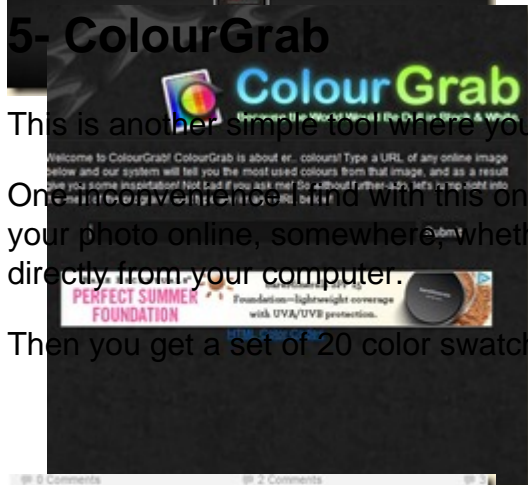 5- ColourGrab
Colour Grab
This is another simple tool where you
Welcome to ColourGrab! ColourGrab is about er.. colours! Type a URL of any online image
below and our system will tell you the most used colours from that image, and as a result
give you some inspiration! Not bad if you ask me! So without further-ado, let's jump right into
One inconvenience I find with this on
your photo online, somewhere, wheth
Submit
directly from your computer.
PERFECT SUMMER
FOUNDATION
Foundation—lightweight coverage
with UVA/UVB protection.
Then you get a set of 20 color swatch
0 Comments
2 Comments
3